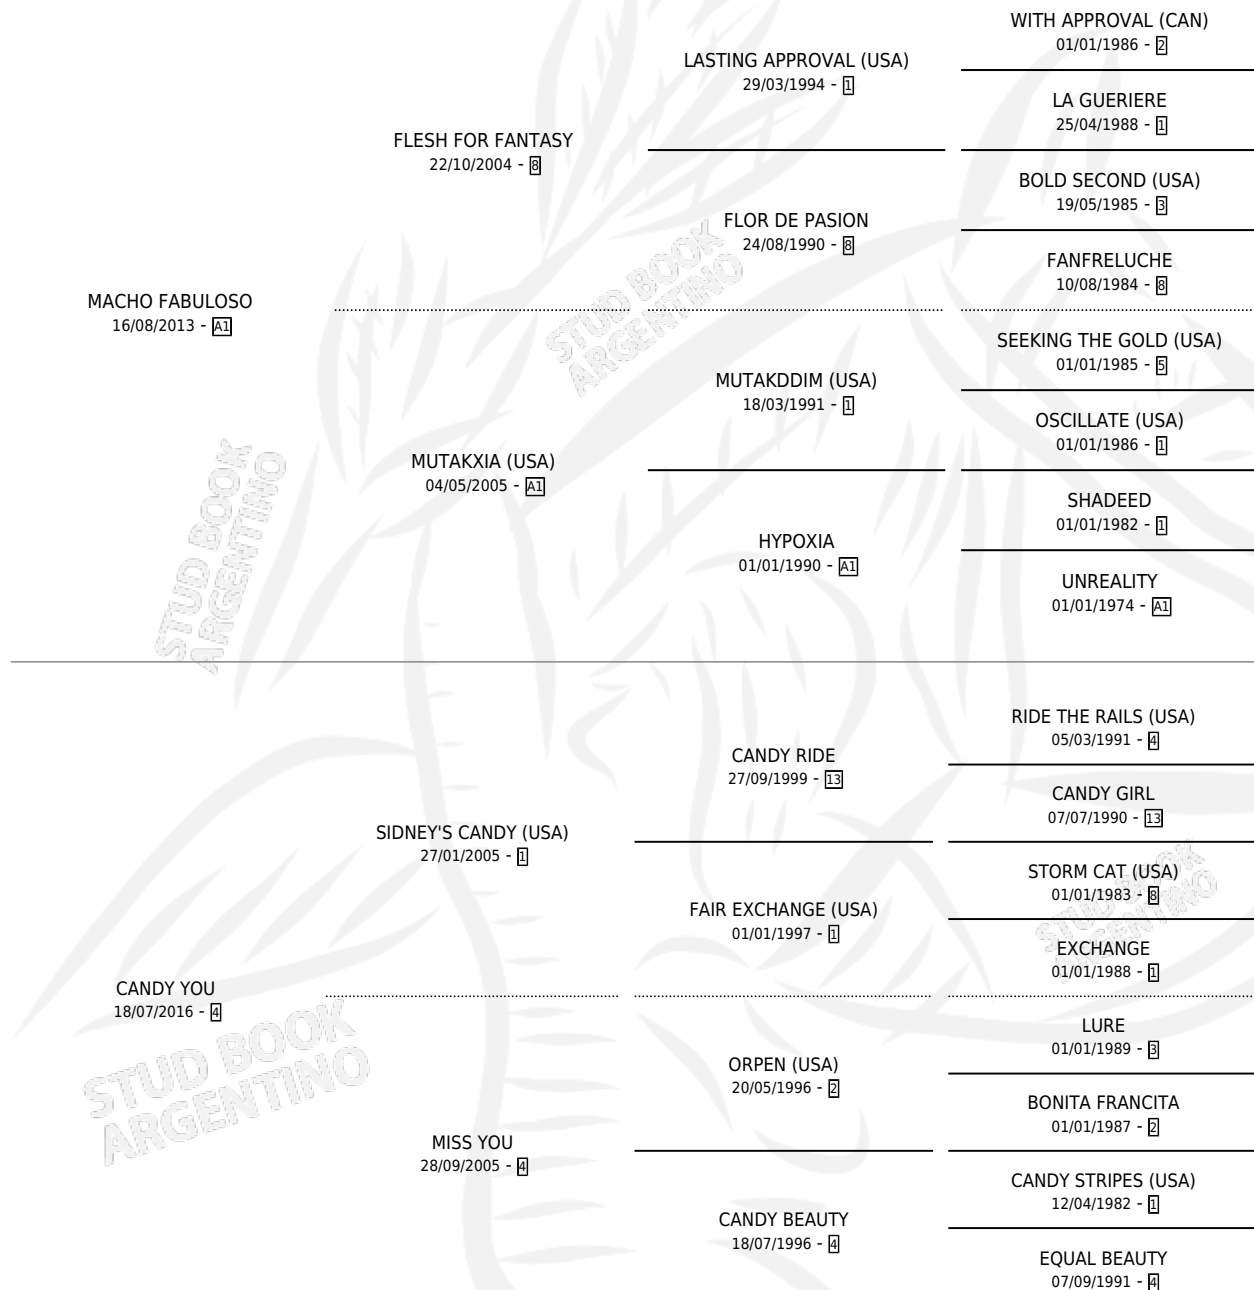 WITH APPROVAL (CAN)
01/01/1986 - 2
LASTING APPROVAL (USA)
29/03/1994 - 1
LA GUERIERE
25/04/1988 - 1
FLESH FOR FANTASY
22/10/2004 - 8
BOLD SECOND (USA)
19/05/1985 - 3
FLOR DE PASION
24/08/1990 - 8
FANFRELUCHE
10/08/1984 - 8
MACHO FABULOSO
16/08/2013 - A1
SEEKING THE GOLD (USA)
01/01/1985 - 5
MUTAKDDIM (USA)
18/03/1991 - 1
OSCILLATE (USA)
01/01/1986 - 1
MUTAKXIA (USA)
04/05/2005 - A1
SHADEED
01/01/1982 - 1
HYPOXIA
01/01/1990 - A1
UNREALITY
01/01/1974 - A1
RIDE THE RAILS (USA)
05/03/1991 - 4
CANDY RIDE
27/09/1999 - 13
CANDY GIRL
07/07/1990 - 13
SIDNEY'S CANDY (USA)
27/01/2005 - 1
STORM CAT (USA)
01/01/1983 - 8
FAIR EXCHANGE (USA)
01/01/1997 - 1
EXCHANGE
01/01/1988 - 1
CANDY YOU
18/07/2016 - 4
LURE
01/01/1989 - 3
ORPEN (USA)
20/05/1996 - 2
BONITA FRANCITA
01/01/1987 - 2
MISS YOU
28/09/2005 - 4
CANDY STRIPES (USA)
12/04/1982 - 1
CANDY BEAUTY
18/07/1996 - 4
EQUAL BEAUTY
07/09/1991 - 4
STUD BOOK
ARGENTINO
STUD BOOK
ARGENTINO
STUD BOOK
ARGENTINO
STUD BOOK
ARGENTINO